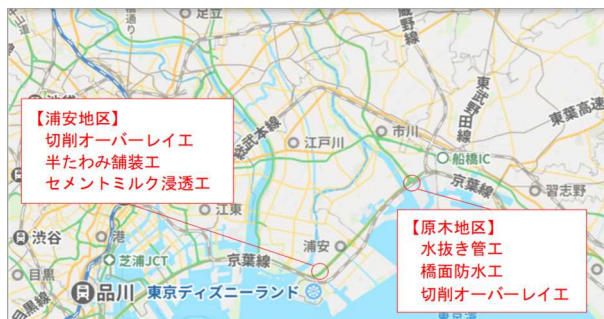 足立
蔵野線
東武野田線
東葉高速
【浦安地区】
切削オーバーレイ工
半たわみ舗装工
セメントミルク浸透工
総武本線
江戸川
市川
船橋IC
京葉線
習志野
江東
渋谷
港
芝浦JCT
目黒
目黒線
品川
京葉線
浦安
東京ディズニーランド
【原木地区】
水抜き管工
橋面防水工
切削オーバーレイ工